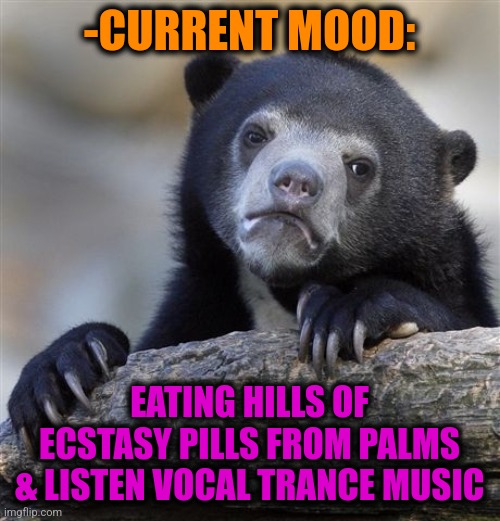 -CURRENT MOOD:
EATING HILLS OF
ECSTASY PILLS FROM PALMS
& LISTEN VOCAL TRANCE MUSIC
imgflip.com